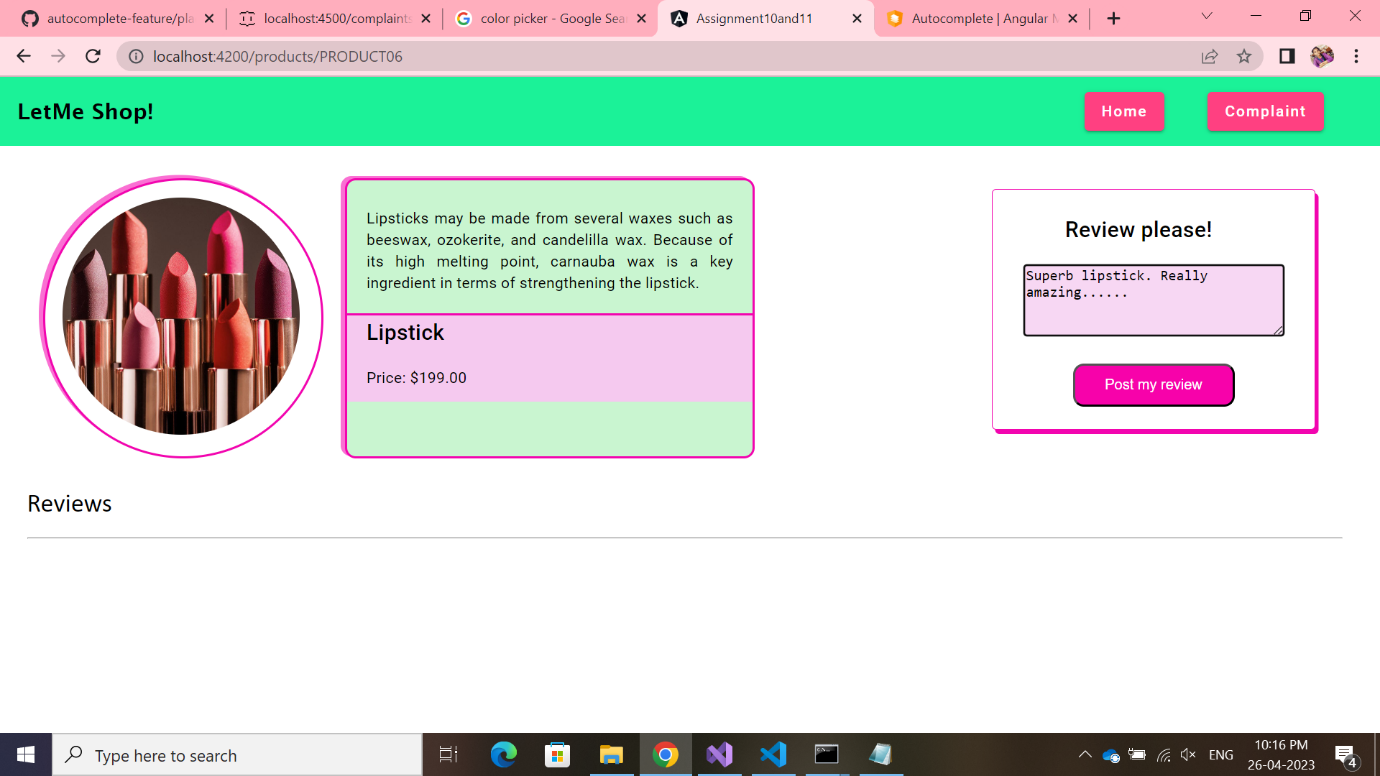 autocomplete-feature/pla
localhost:4500/complaints
color picker - Google Sea
Assignment10and11
Autocomplete | Angular M
localhost:4200/products/PRODUCT06
LetMe Shop!
Home
Complaint
Lipsticks may be made from several waxes such as
beeswax, ozokerite, and candelilla wax. Because of
its high melting point, carnauba wax is a key
ingredient in terms of strengthening the lipstick.
Lipstick
Price: $199.00
Review please!
Superb lipstick. Really
amazing......
Post my review
Reviews
Type here to search
ENG
10:16 PM
26-04-2023
4